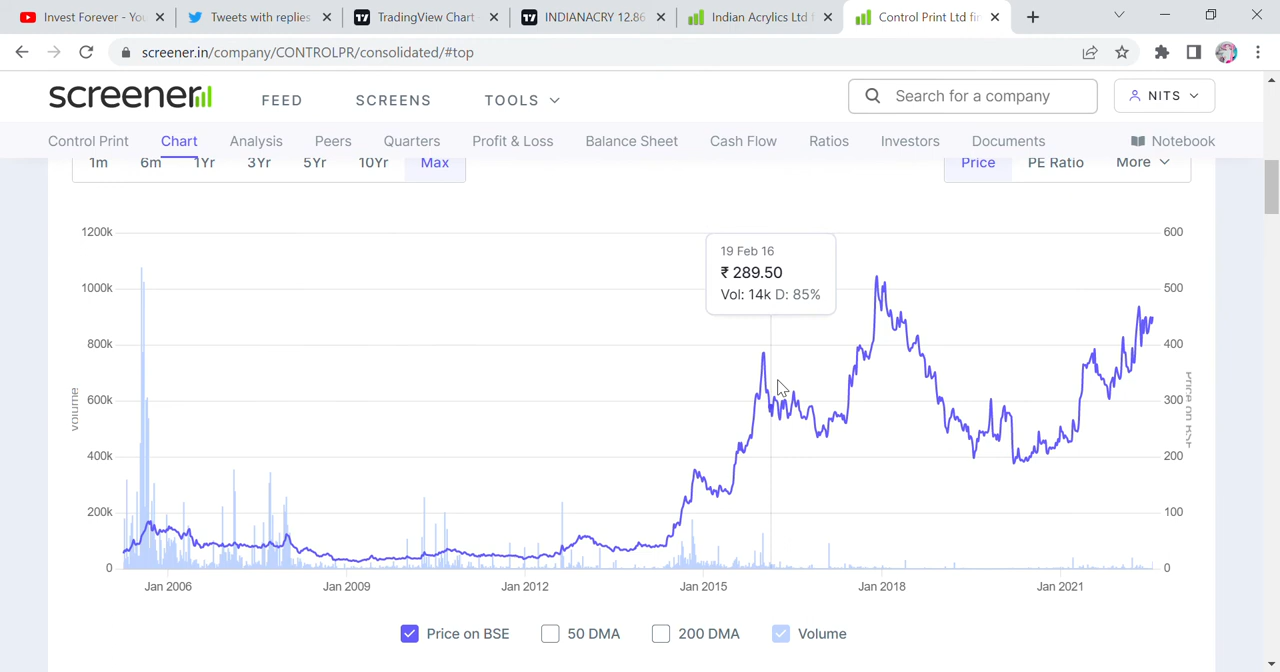 Invest Forever - Yo
Tweets with replies
TradingView Chart
INDIANACRY 12.86
Indian Acrylics Ltd f
Control Print Ltd fin
screener.in/company/CONTROLPR/consolidated/#top
screener
FEED
SCREENS
TOOLS
Search for a company
NITS
Control Print
Chart
Analysis
Peers
Quarters
Profit & Loss
Balance Sheet
Cash Flow
Ratios
Investors
Documents
Notebook
1m
6m
1Yr
3Yr
5Yr
10Yr
Max
Price
PE Ratio
More
1200k
1000k
800k
600k
400k
200k
0
volume
19 Feb 16
₹ 289.50
Vol: 14k D: 85%
600
500
400
300
200
100
0
Price on BSE
Jan 2006
Jan 2009
Jan 2012
Jan 2015
Jan 2018
Jan 2021
Price on BSE
50 DMA
200 DMA
Volume